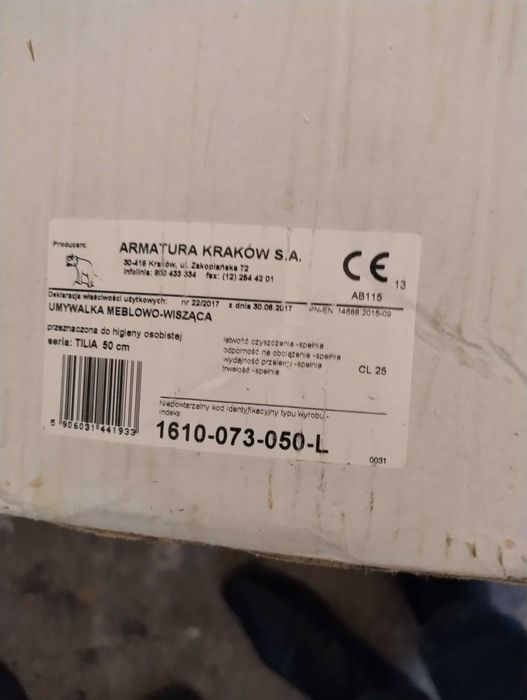 Producent
ARMATURA KRAKÓW S.A.
30-418 Kraków, ul. Zakopiańska 72
Infolinia: 800 433 334 fax: (12) 254 42 01
CE 13
AB115
Deklaracja właściwości użytkowych: nr 22/2017 z dnia 30.06.2017 PN-EN 14688:2015-09
UMYWALKA MEBLOWO-WISZĄCA
przeznaczona do higieny osobistej
seria: TILIA 50 cm
łatwość czyszczenia -spełnia
odporność na obciążenie -spełnia
wydajność przelewu -spełnia
trwałość -spełnia
CL 25
5 906031 441933
Niepowtarzalny kod identyfikacyjny typu wyrobu -
indeks
1610-073-050-L
0031